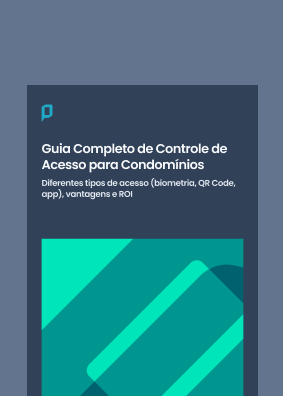 Guia Completo de Controle de
Acesso para Condomínios
Diferentes tipos de acesso (biometria, QR Code,
app), vantagens e ROI